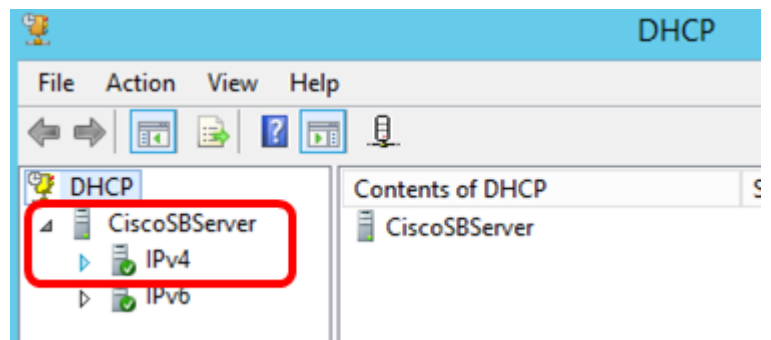 DHCP
File Action View Help
DHCP
CiscoSBServer
IPv4
IPv6
Contents of DHCP
CiscoSBServer